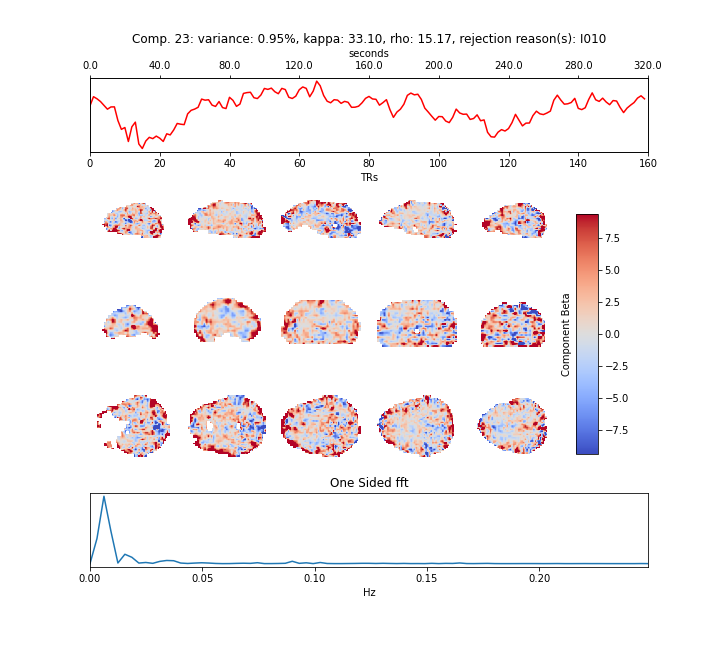 Comp. 23: variance: 0.95%, kappa: 33.10, rho: 15.17, rejection reason(s): I010
seconds
0.0 40.0 80.0 120.0 160.0 200.0 240.0 280.0 320.0
0 20 40 60 80 100 120 140 160
TRs
7.5
5.0
2.5
0.0
−2.5
−5.0
−7.5
Component Beta
One Sided fft
0.00 0.05 0.10 0.15 0.20
Hz